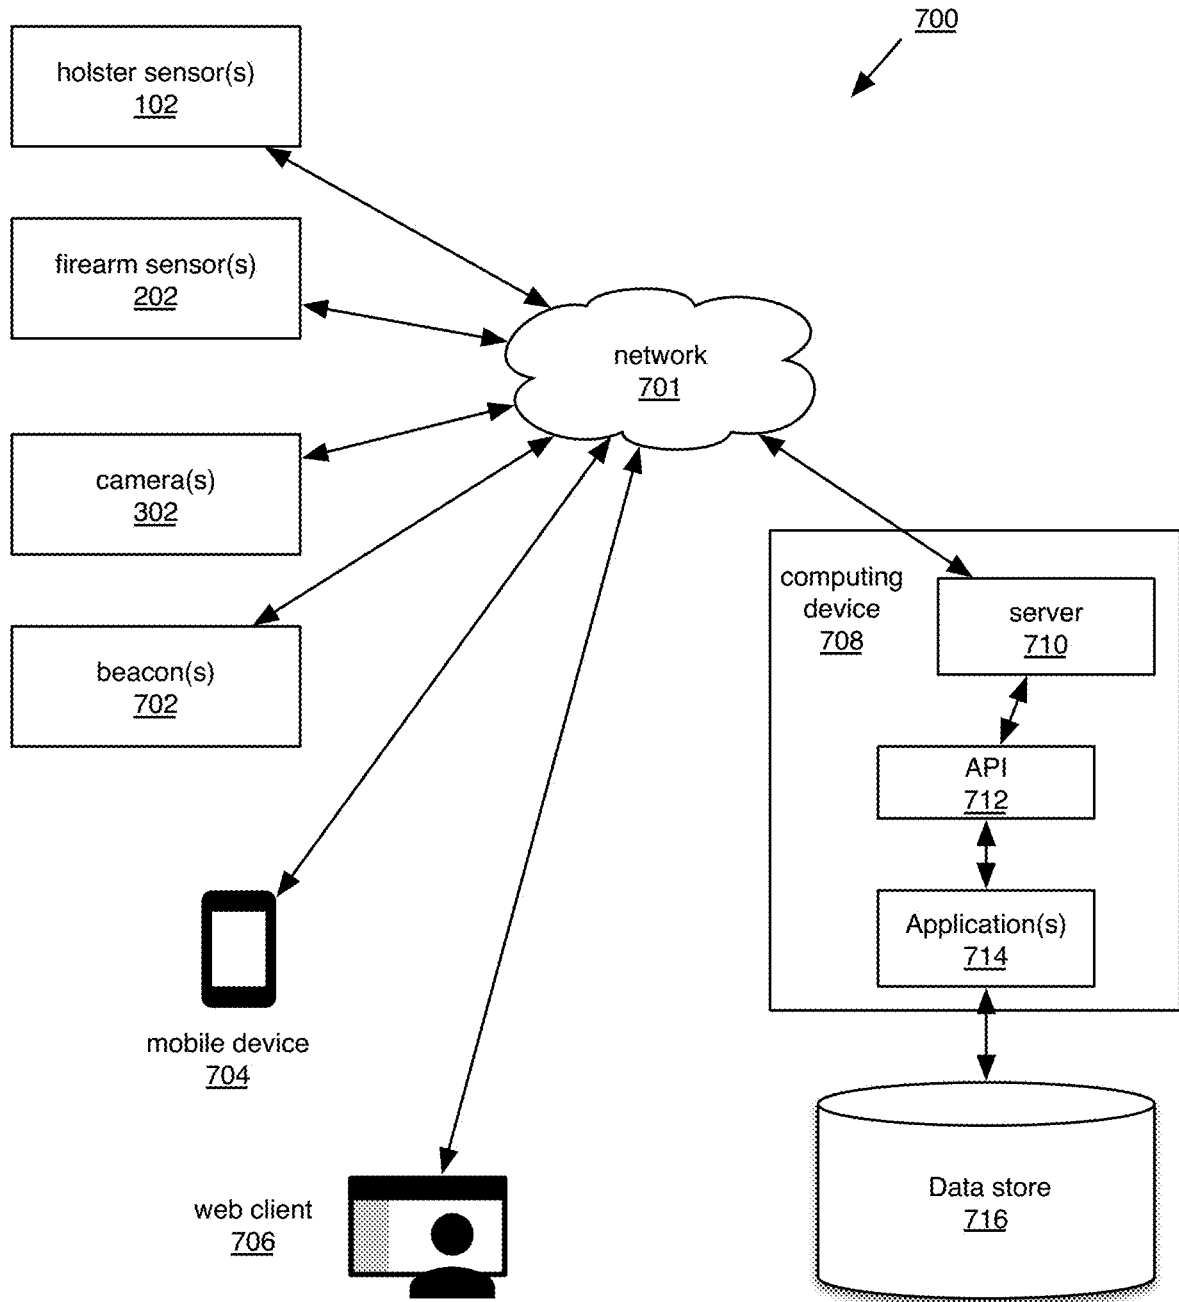 700
holster sensor(s)
102
firearm sensor(s)
202
network
701
camera(s)
302
computing
device
708
server
710
beacon(s)
702
API
712
Application(s)
714
mobile device
704
Data store
716
web client
706